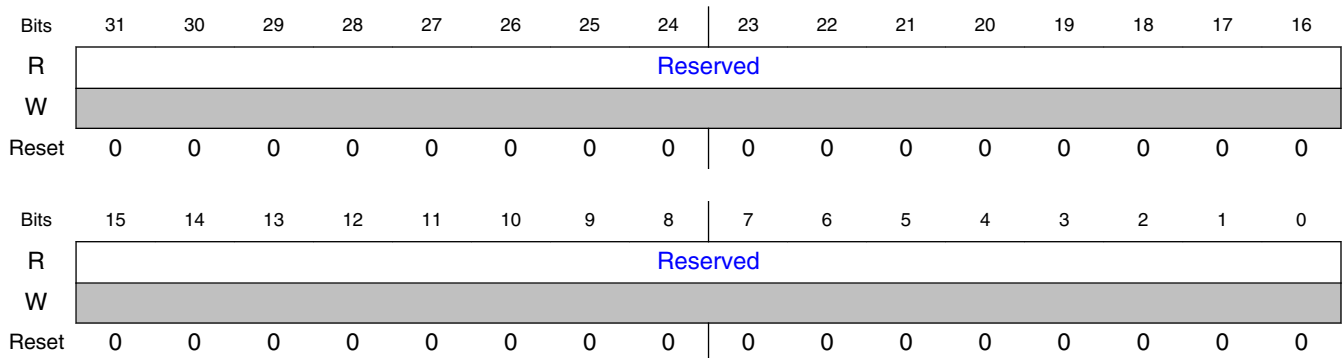 Bits 31 30 29 28 27 26 25 24 23 22 21 20 19 18 17 16
R Reserved
W
Reset 0 0 0 0 0 0 0 0 0 0 0 0 0 0 0 0
Bits 15 14 13 12 11 10 9 8 7 6 5 4 3 2 1 0
R Reserved
W
Reset 0 0 0 0 0 0 0 0 0 0 0 0 0 0 0 0